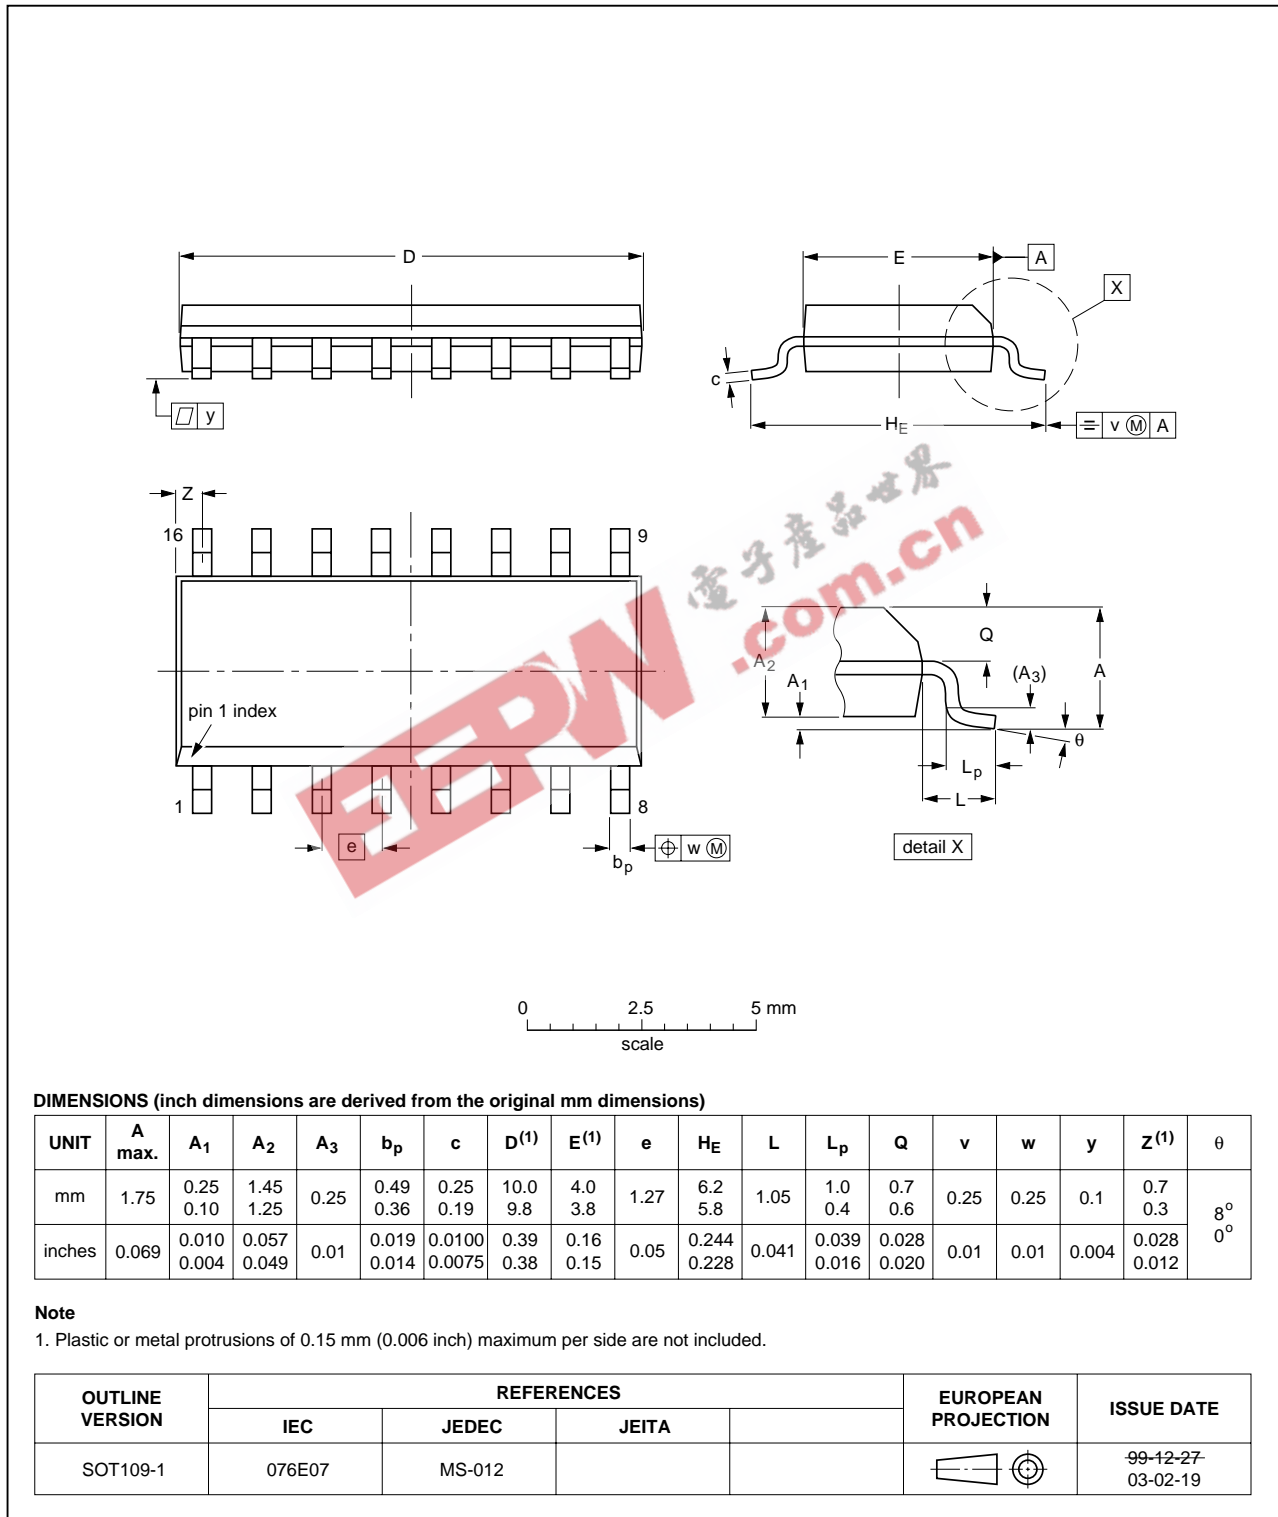 D
E
A
X
c
y
HE
v Ⓜ A
Z
16
9
電子產品世界
.com.cn
EEPW
pin 1 index
1
8
e
w Ⓜ
bp
A2
A1
Q
(A3)
A
θ
Lp
L
detail X
0 2.5 5 mm
scale
DIMENSIONS (inch dimensions are derived from the original mm dimensions)
UNIT A max. A1 A2 A3 bp c D(1) E(1) e HE L Lp Q v w y Z(1) θ
mm 1.75 0.25 0.10 1.45 1.25 0.25 0.49 0.36 0.25 0.19 10.0 9.8 4.0 3.8 1.27 6.2 5.8 1.05 1.0 0.4 0.7 0.6 0.25 0.25 0.1 0.7 0.3 8° 0°
inches 0.069 0.010 0.004 0.057 0.049 0.01 0.019 0.014 0.0100 0.0075 0.39 0.38 0.16 0.15 0.05 0.244 0.228 0.041 0.039 0.016 0.028 0.020 0.01 0.01 0.004 0.028 0.012
Note
1. Plastic or metal protrusions of 0.15 mm (0.006 inch) maximum per side are not included.
OUTLINE VERSION REFERENCES EUROPEAN PROJECTION ISSUE DATE
IEC JEDEC JEITA
SOT109-1 076E07 MS-012 99-12-27
03-02-19